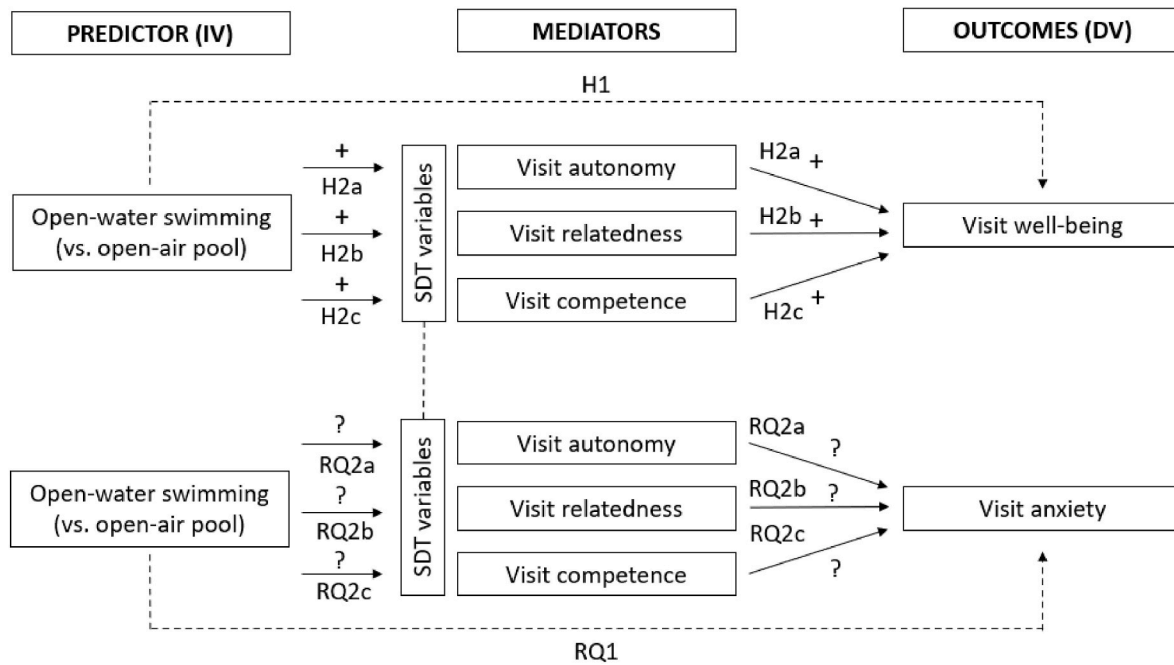 PREDICTOR (IV)
MEDIATORS
OUTCOMES (DV)
H1
+
H2a
+
H2b
+
H2c
Open-water swimming
(vs. open-air pool)
SDT variables
Visit autonomy
Visit relatedness
Visit competence
H2a +
H2b +
H2c +
Visit well-being
?
RQ2a
?
RQ2b
?
RQ2c
Open-water swimming
(vs. open-air pool)
SDT variables
Visit autonomy
Visit relatedness
Visit competence
RQ2a ?
RQ2b ?
RQ2c ?
Visit anxiety
RQ1